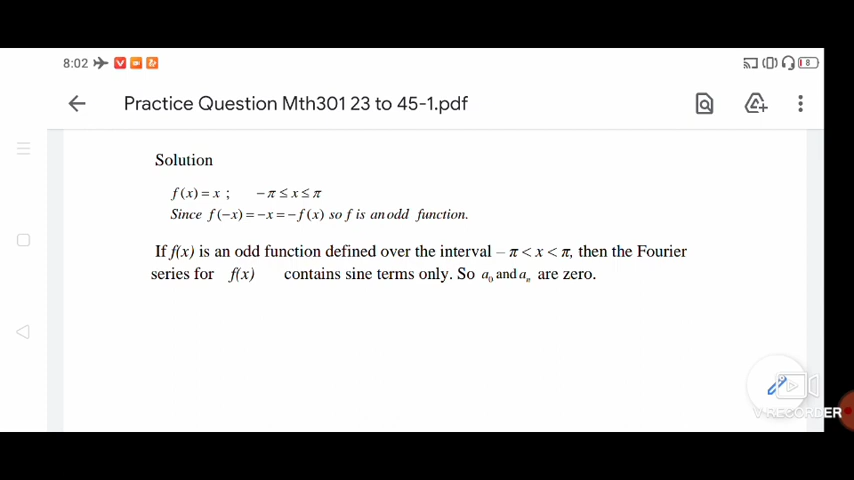 8:02
8
Practice Question Mth301 23 to 45-1.pdf
Solution
f(x) = x ; −π ≤ x ≤ π
Since f(−x) = −x = −f(x) so f is an odd function.
If f(x) is an odd function defined over the interval – π < x < π, then the Fourier
series for f(x) contains sine terms only. So a₀ and aₙ are zero.
V-RECORDER